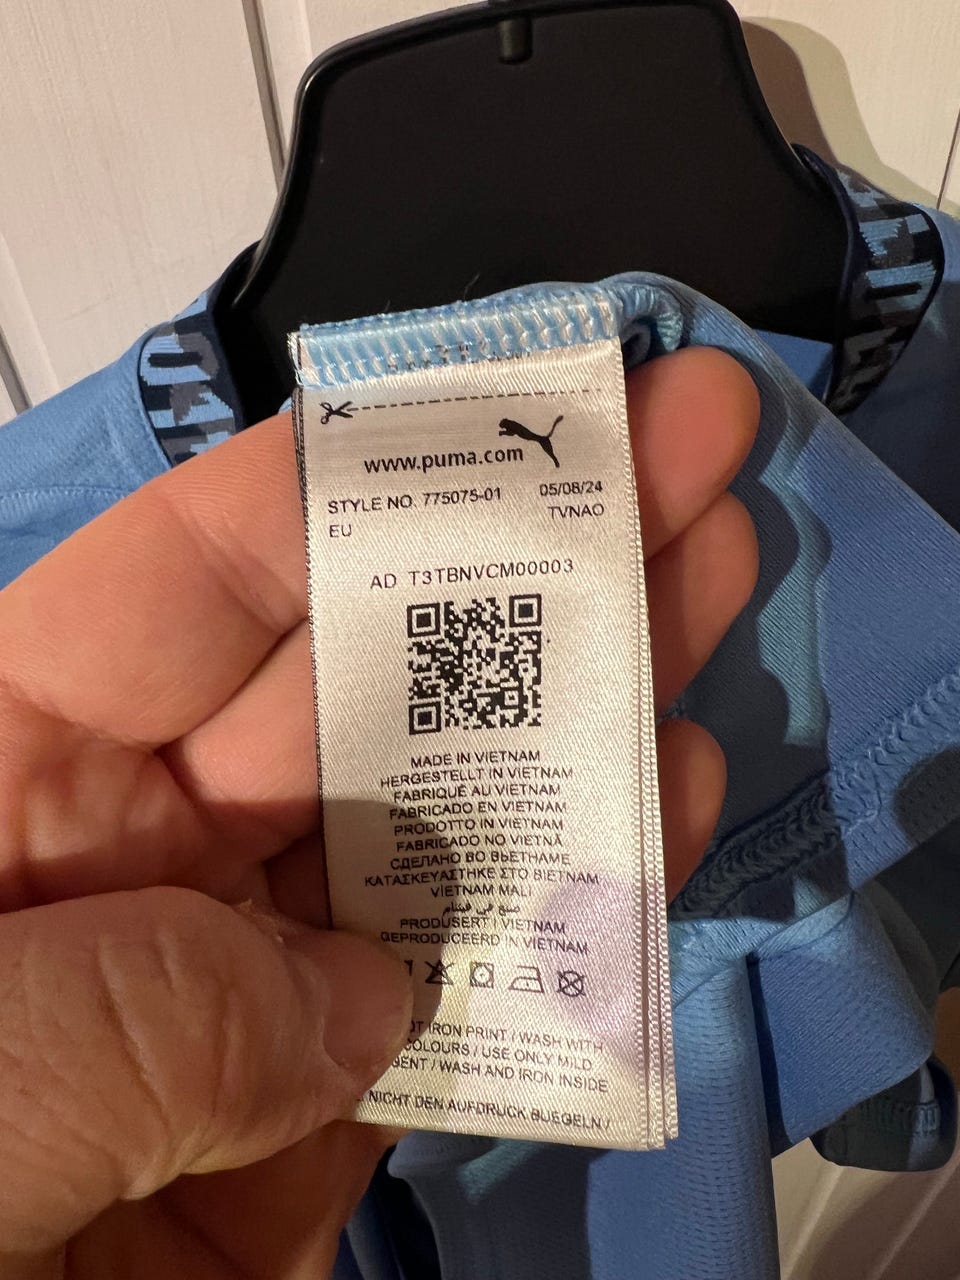 www.puma.com
STYLE NO. 775075-01 05/08/24
EU TVNAO
AD T3TBNVCM00003
MADE IN VIETNAM
HERGESTELLT IN VIETNAM
FABRIQUÉ AU VIETNAM
FABRICADO EN VIETNAM
PRODOTTO IN VIETNAM
FABRICADO NO VIETNÃ
СДЕЛАНО ВО ВЬЕТНАМЕ
ΚΑΤΑΣΚΕΥΑΣΤΗΚΕ ΣΤΟ ΒΙΕΤΝΑΜ
VIETNAM MALI
صنع في فيتنام
PRODUSERT I VIETNAM
GEPRODUCEERD IN VIETNAM
IRON PRINT / WASH WITH
COLOURS / USE ONLY MILD
/ WASH AND IRON INSIDE
NICHT DEN AUFDRUCK BUEGELN /